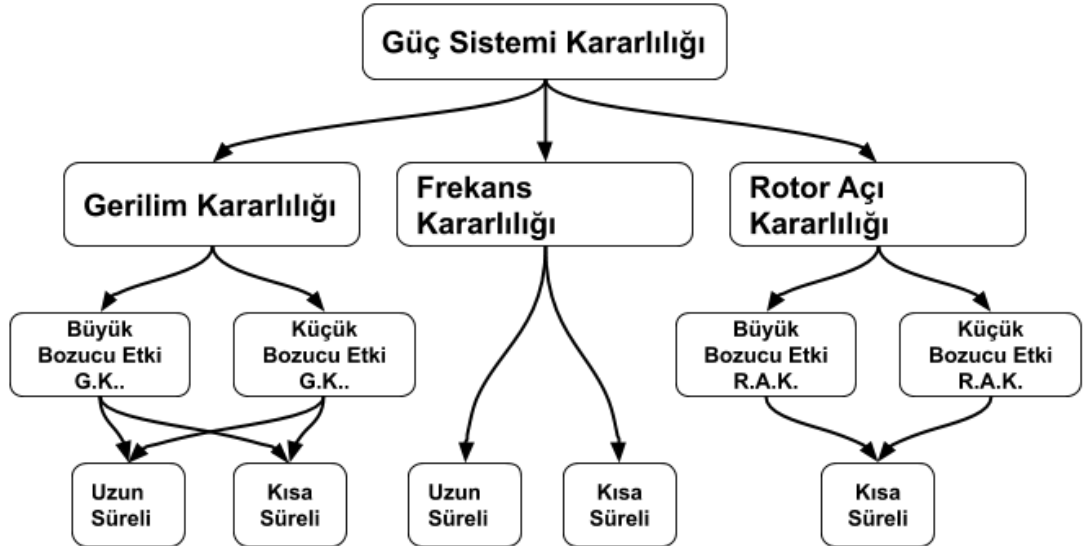 Güç Sistemi Kararlılığı
Gerilim Kararlılığı
Frekans
Kararlılığı
Rotor Açı
Kararlılığı
Büyük
Bozucu Etki
G.K..
Küçük
Bozucu Etki
G.K..
Büyük
Bozucu Etki
R.A.K.
Küçük
Bozucu Etki
R.A.K.
Uzun
Süreli
Kısa
Süreli
Uzun
Süreli
Kısa
Süreli
Kısa
Süreli